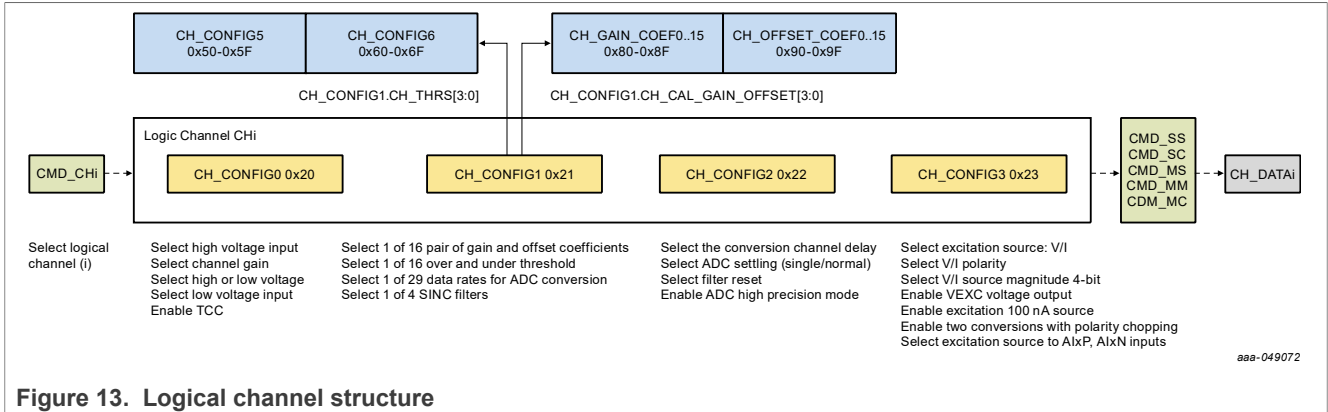 CH_CONFIG5
0x50-0x5F
CH_CONFIG6
0x60-0x6F
CH_GAIN_COEF0..15
0x80-0x8F
CH_OFFSET_COEF0..15
0x90-0x9F
CH_CONFIG1.CH_THRS[3:0]
CH_CONFIG1.CH_CAL_GAIN_OFFSET[3:0]
Logic Channel CHi
CMD_CHi
CH_CONFIG0 0x20
CH_CONFIG1 0x21
CH_CONFIG2 0x22
CH_CONFIG3 0x23
CMD_SS
CMD_SC
CMD_MS
CMD_MM
CDM_MC
CH_DATAi
Select logical
channel (i)
Select high voltage input
Select channel gain
Select high or low voltage
Select low voltage input
Enable TCC
Select 1 of 16 pair of gain and offset coefficients
Select 1 of 16 over and under threshold
Select 1 of 29 data rates for ADC conversion
Select 1 of 4 SINC filters
Select the conversion channel delay
Select ADC settling (single/normal)
Select filter reset
Enable ADC high precision mode
Select excitation source: V/I
Select V/I polarity
Select V/I source magnitude 4-bit
Enable VEXC voltage output
Enable excitation 100 nA source
Enable two conversions with polarity chopping
Select excitation source to AIxP, AIxN inputs
aaa-049072
Figure 13. Logical channel structure